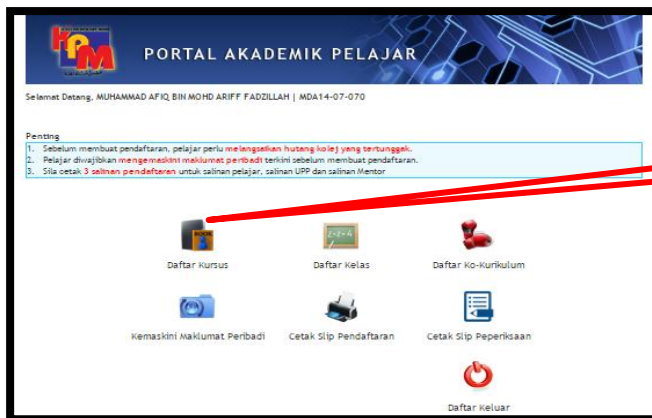 KPM
PORTAL AKADEMIK PELAJAR
Selamat Datang, MUHAMMAD AFIQ BIN MOHD ARIFF FADZILLAH | MDA14-07-070
Penting
1. Sebelum membuat pendaftaran, pelajar perlu melangsaikan hutang kolej yang tertunggak.
2. Pelajar diwajibkan mengemaskini maklumat peribadi terkini sebelum membuat pendaftaran.
3. Sila cetak 3 salinan pendaftaran untuk salinan pelajar, salinan UPP dan salinan Mentor
Daftar Kursus
Daftar Kelas
Daftar Ko-Kurikulum
Kemaskini Maklumat Peribadi
Cetak Slip Pendaftaran
Cetak Slip Peperiksaan
Daftar Keluar